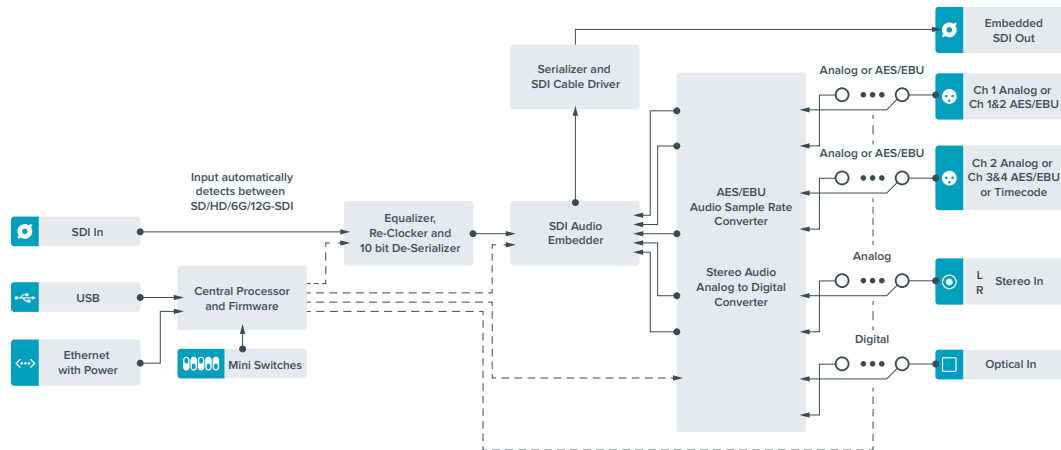 Embedded
SDI Out
Serializer and
SDI Cable Driver
Analog or AES/EBU
Ch 1 Analog or
Ch 1&2 AES/EBU
Analog or AES/EBU
Ch 2 Analog or
Ch 3&4 AES/EBU
or Timecode
Input automatically
detects between
SD/HD/6G/12G-SDI
AES/EBU
Audio Sample Rate
Converter
SDI In
Equalizer,
Re-Clocker and
10 bit De-Serializer
SDI Audio
Embedder
Analog
Stereo Audio
Analog to Digital
Converter
L
R
Stereo In
USB
Central Processor
and Firmware
Digital
Ethernet
with Power
Mini Switches
Optical In